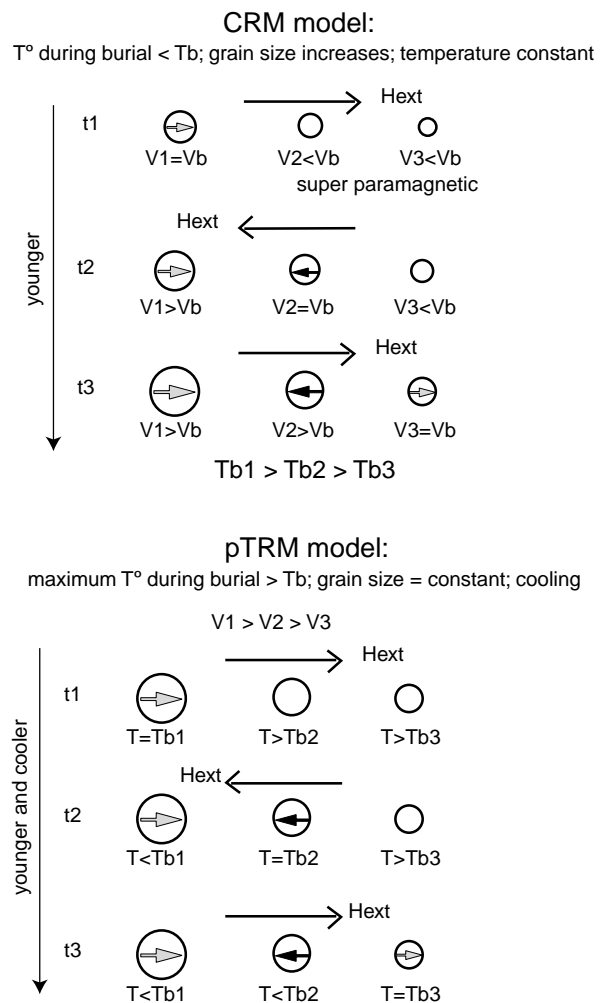 CRM model:
Tº during burial < Tb; grain size increases; temperature constant
Hext
t1
V1=Vb V2<Vb V3<Vb
super paramagnetic
Hext
t2
V1>Vb V2=Vb V3<Vb
Hext
t3
V1>Vb V2>Vb V3=Vb
younger
Tb1 > Tb2 > Tb3
pTRM model:
maximum Tº during burial > Tb; grain size = constant; cooling
V1 > V2 > V3
Hext
t1
T=Tb1 T>Tb2 T>Tb3
Hext
t2
T<Tb1 T=Tb2 T>Tb3
Hext
t3
T<Tb1 T<Tb2 T=Tb3
younger and cooler